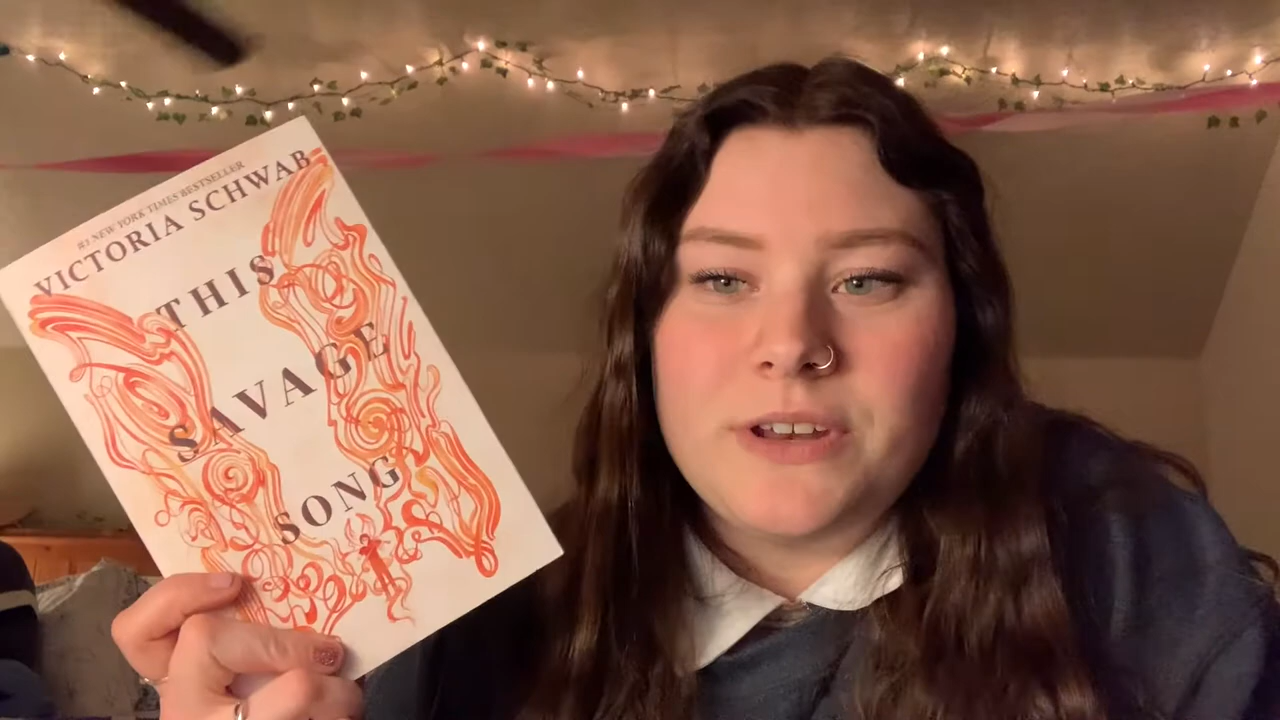 #1 NEW YORK TIMES BESTSELLER
VICTORIA SCHWAB
THIS
SAVAGE
SONG